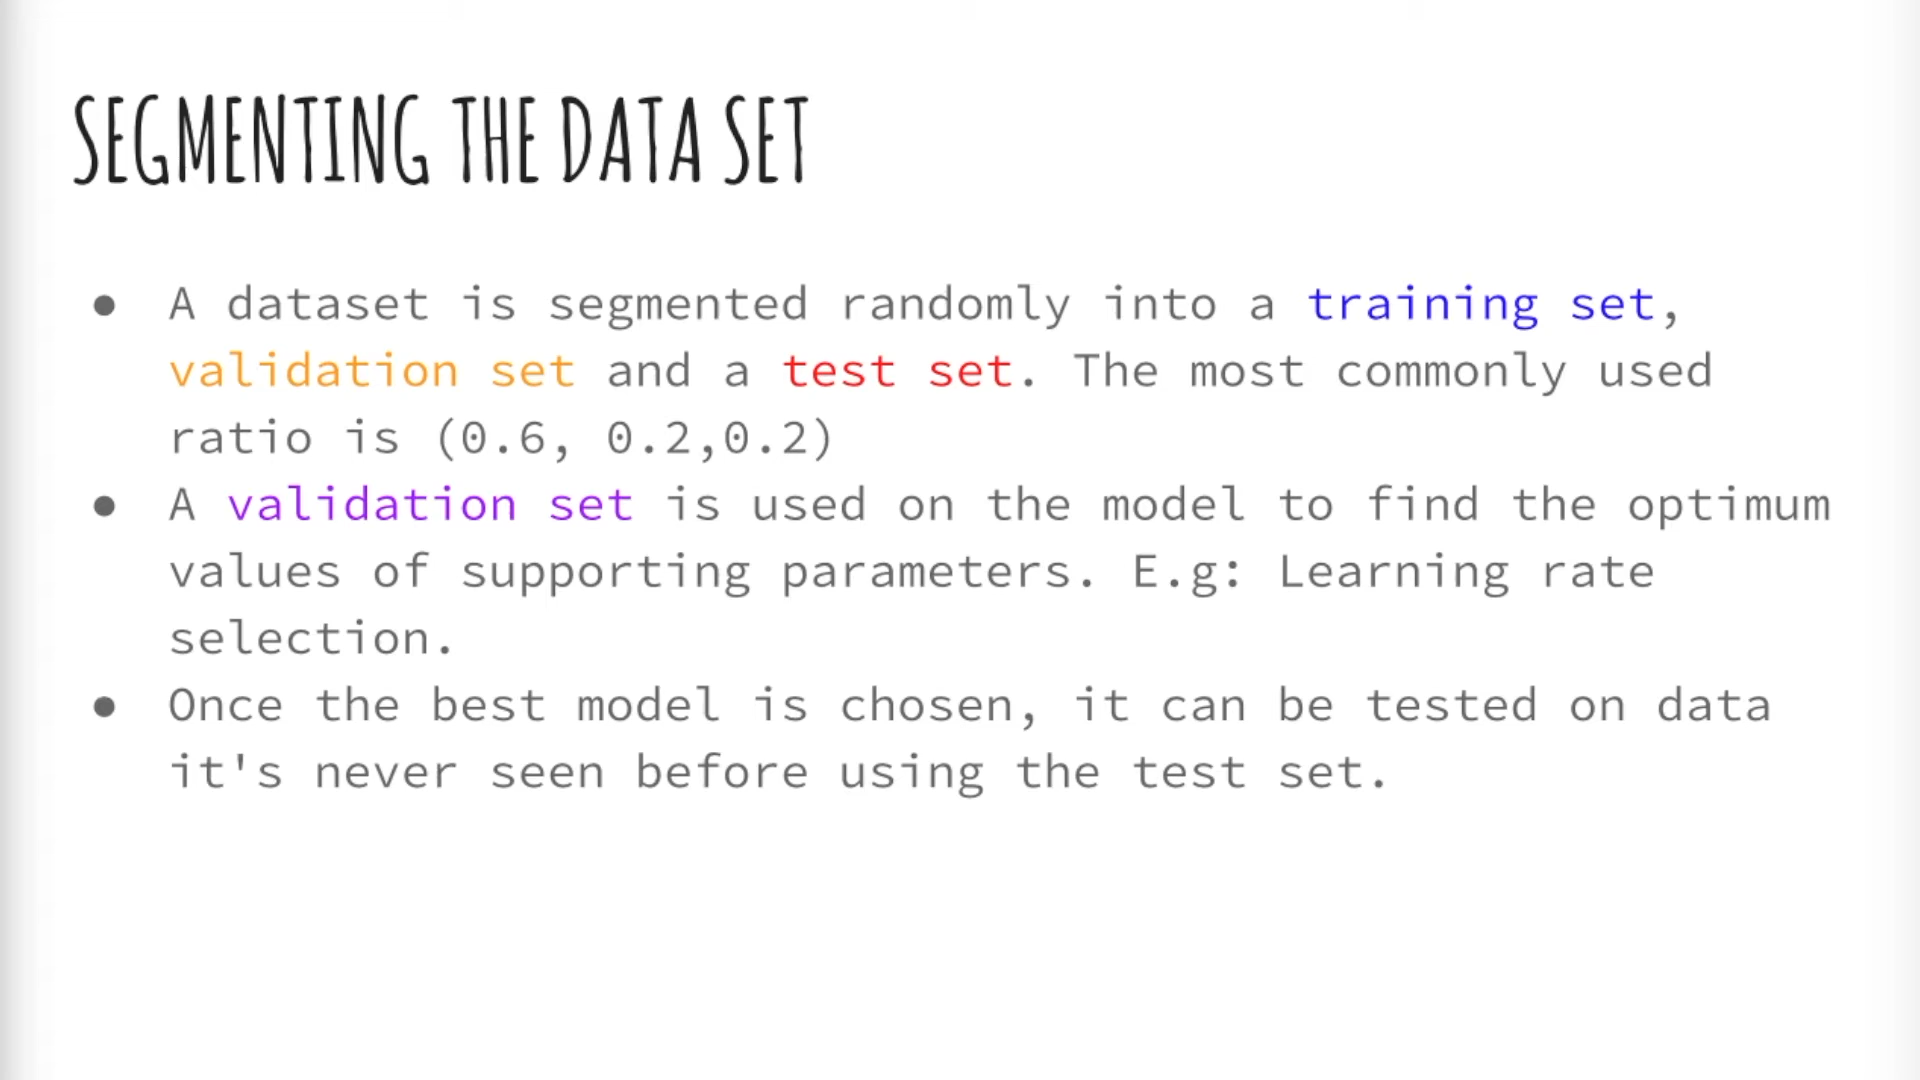 SEGMENTING THE DATA SET
● A dataset is segmented randomly into a training set,
validation set and a test set. The most commonly used
ratio is (0.6, 0.2,0.2)
● A validation set is used on the model to find the optimum
values of supporting parameters. E.g: Learning rate
selection.
● Once the best model is chosen, it can be tested on data
it's never seen before using the test set.